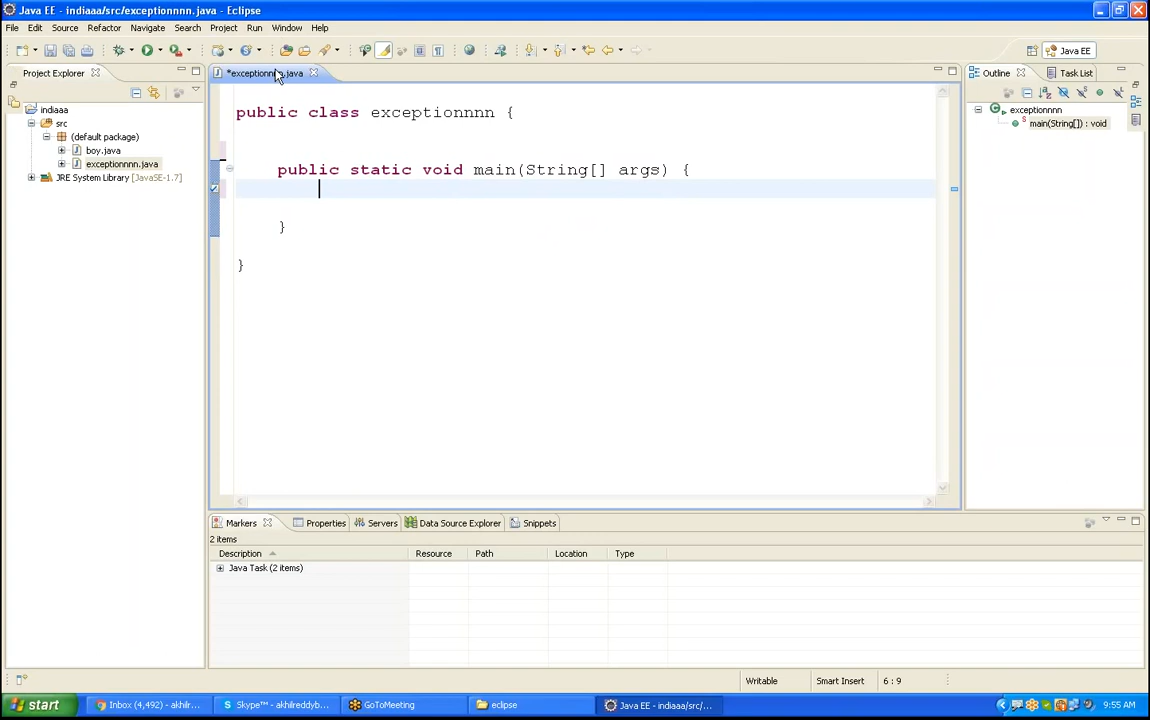 Java EE - indiaaa/src/exceptionnnn.java - Eclipse
File Edit Source Refactor Navigate Search Project Run Window Help
Java EE
Project Explorer
*exceptionn
.java
Outline
Task List
indiaaa
src
(default package)
boy.java
exceptionnnn.java
JRE System Library [JavaSE-1.7]
public class exceptionnnn {
public static void main(String[] args) {
}
}
exceptionnnn
main(String[]) : void
Markers
Properties
Servers
Data Source Explorer
Snippets
2 items
Description Resource Path Location Type
Java Task (2 items)
Writable Smart Insert 6 : 9
start
Inbox (4,492) - akhilr...
Skype™ - akhilreddyb...
GoToMeeting
eclipse
Java EE - indiaaa/src/...
9:55 AM